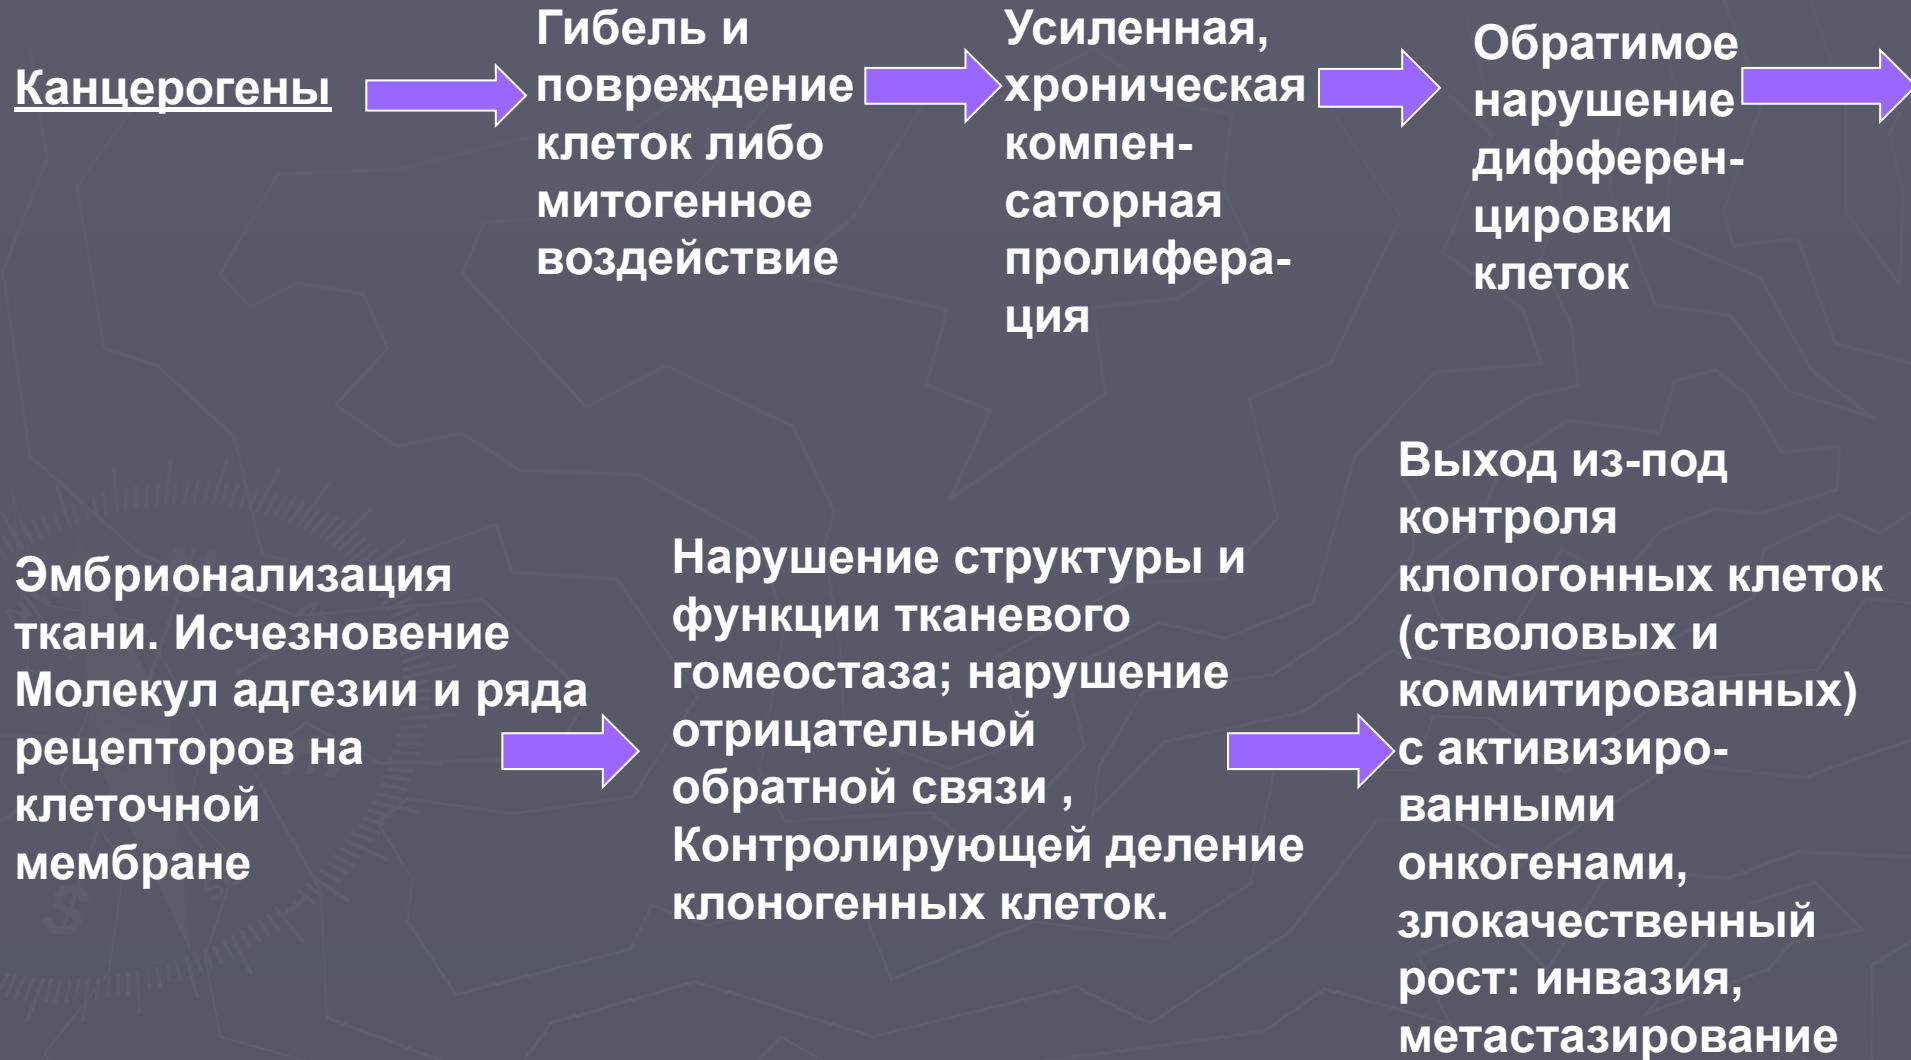 Канцерогены
Гибель и
повреждение
клеток либо
митогенное
воздействие
Усиленная,
хроническая
компен-
саторная
пролифера-
ция
Обратимое
нарушение
дифферен-
цировки
клеток
Эмбрионализация
ткани. Исчезновение
Молекул адгезии и ряда
рецепторов на
клеточной
мембране
Нарушение структуры и
функции тканевого
гомеостаза; нарушение
отрицательной
обратной связи ,
Контролирующей деление
клоногенных клеток.
Выход из-под
контроля
клопогонных клеток
(стволовых и
коммитированных)
с активизиро-
ванными
онкогенами,
злокачественный
рост: инвазия,
метастазирование